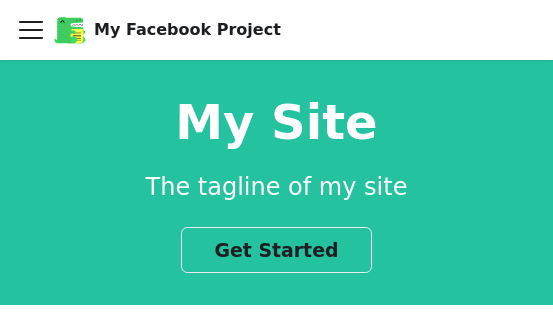 My Facebook Project
My Site
The tagline of my site
Get Started